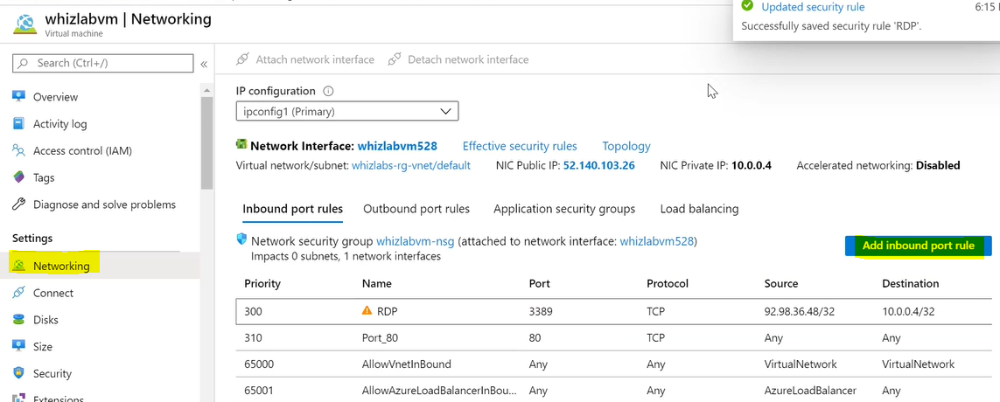 whizlabvm | Networking
Virtual machine
Updated security rule 6:15
Successfully saved security rule 'RDP'.
Search (Ctrl+/) «
Attach network interface Detach network interface
Overview
Activity log
Access control (IAM)
Tags
Diagnose and solve problems
Settings
Networking
Connect
Disks
Size
Security
Extensions
IP configuration
ipconfig1 (Primary)
Network Interface: whizlabvm528 Effective security rules Topology
Virtual network/subnet: whizlabs-rg-vnet/default NIC Public IP: 52.140.103.26 NIC Private IP: 10.0.0.4 Accelerated networking: Disabled
Inbound port rules Outbound port rules Application security groups Load balancing
Network security group whizlabvm-nsg (attached to network interface: whizlabvm528)
Impacts 0 subnets, 1 network interfaces
Add inbound port rule
Priority Name Port Protocol Source Destination
300 RDP 3389 TCP 92.98.36.48/32 10.0.0.4/32
310 Port_80 80 TCP Any Any
65000 AllowVnetInBound Any Any VirtualNetwork VirtualNetwork
65001 AllowAzureLoadBalancerInBou... Any Any AzureLoadBalancer Any